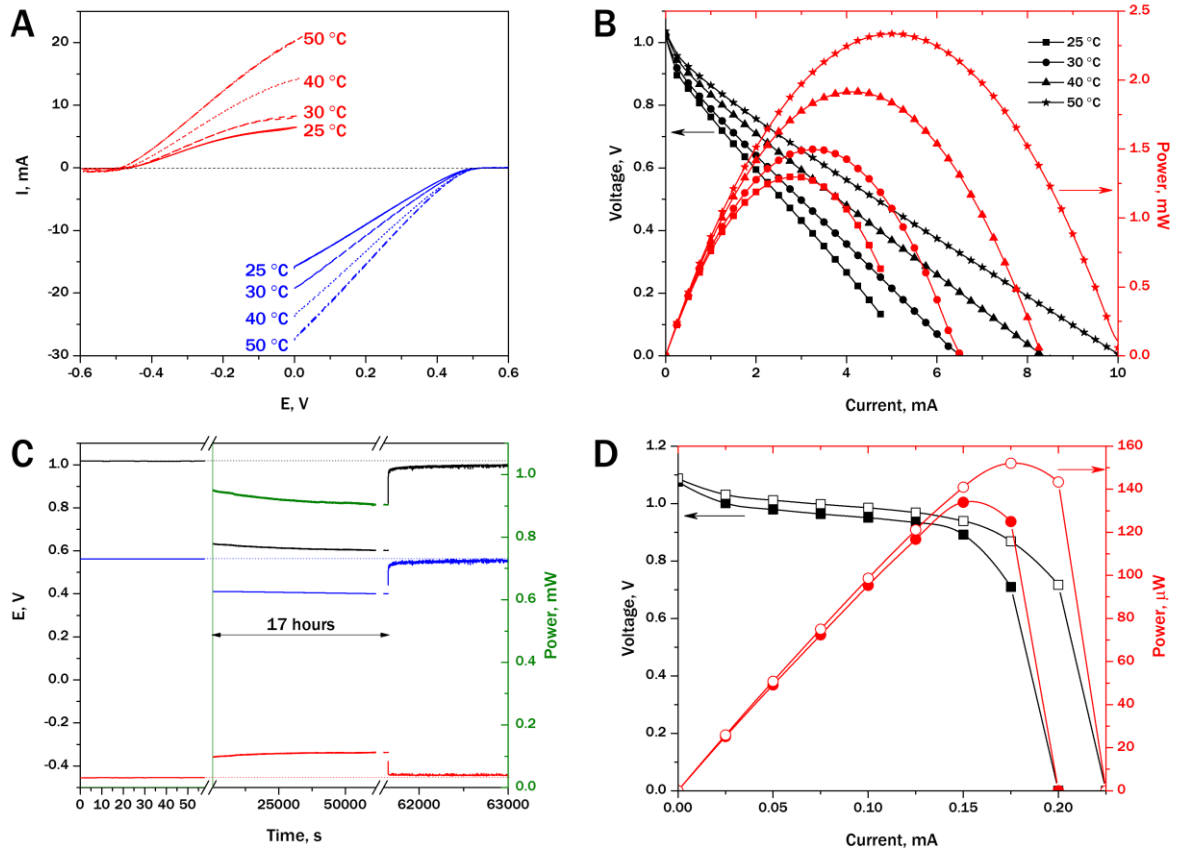 A
I, mA
20
10
0
-10
-20
-30
50 °C
40 °C
30 °C
25 °C
25 °C
30 °C
40 °C
50 °C
-0.6 -0.4 -0.2 0.0 0.2 0.4 0.6
E, V
B
Voltage, V
1.0
0.8
0.6
0.4
0.2
0.0
25 °C
30 °C
40 °C
50 °C
2.5
2.0
1.5
1.0
0.5
0.0
Power, mW
0 2 4 6 8 10
Current, mA
C
E, V
1.0
0.8
0.6
0.4
0.2
0.0
-0.2
-0.4
17 hours
1.0
0.8
0.6
0.4
0.2
0.0
Power, mW
0 10 20 30 40 50 25000 50000 62000 63000
Time, s
D
Voltage, V
1.2
1.0
0.8
0.6
0.4
0.2
0.0
160
140
120
100
80
60
40
20
0
Power, µW
0.00 0.05 0.10 0.15 0.20
Current, mA